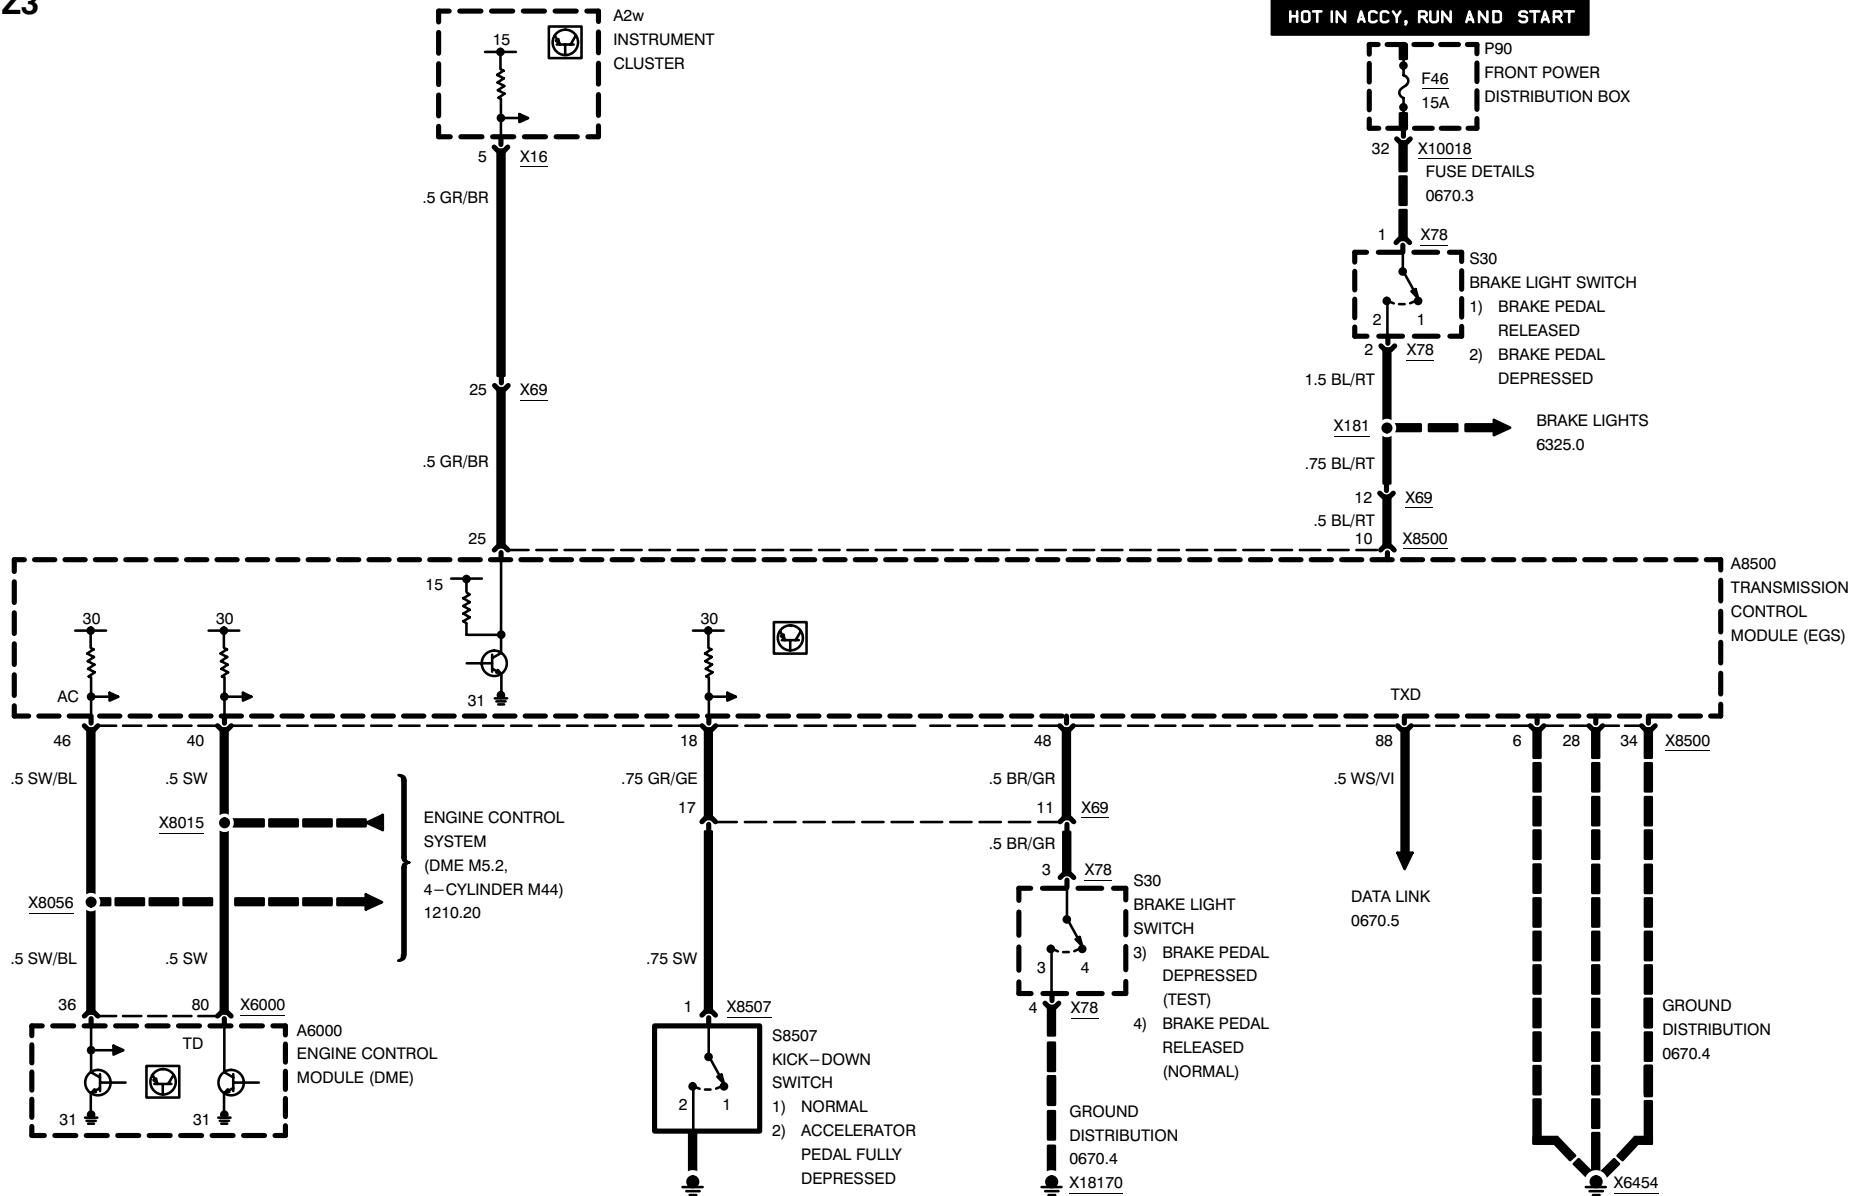 Z3
HOT IN ACCY, RUN AND START
A2w
INSTRUMENT
CLUSTER
15
5
X16
.5 GR/BR
25
X69
.5 GR/BR
25
P90
FRONT POWER
DISTRIBUTION BOX
F46
15A
32
X10018
FUSE DETAILS
0670.3
1
X78
S30
BRAKE LIGHT SWITCH
1) BRAKE PEDAL
RELEASED
2) BRAKE PEDAL
DEPRESSED
2
1
2
X78
1.5 BL/RT
X181
BRAKE LIGHTS
6325.0
.75 BL/RT
12
X69
.5 BL/RT
10
X8500
A8500
TRANSMISSION
CONTROL
MODULE (EGS)
30
30
15
31
30
AC
TXD
46
40
18
48
88
6
28
34
X8500
.5 SW/BL
.5 SW
X8015
X8056
ENGINE CONTROL
SYSTEM
(DME M5.2,
4–CYLINDER M44)
1210.20
.5 SW/BL
.5 SW
36
80
X6000
TD
31
31
A6000
ENGINE CONTROL
MODULE (DME)
.75 GR/GE
17
.75 SW
1
X8507
S8507
KICK–DOWN
SWITCH
1) NORMAL
2) ACCELERATOR
PEDAL FULLY
DEPRESSED
2
1
.5 BR/GR
11
X69
.5 BR/GR
3
X78
S30
BRAKE LIGHT
SWITCH
3) BRAKE PEDAL
DEPRESSED
(TEST)
4) BRAKE PEDAL
RELEASED
(NORMAL)
3
4
4
X78
GROUND
DISTRIBUTION
0670.4
X18170
.5 WS/VI
DATA LINK
0670.5
GROUND
DISTRIBUTION
0670.4
X6454